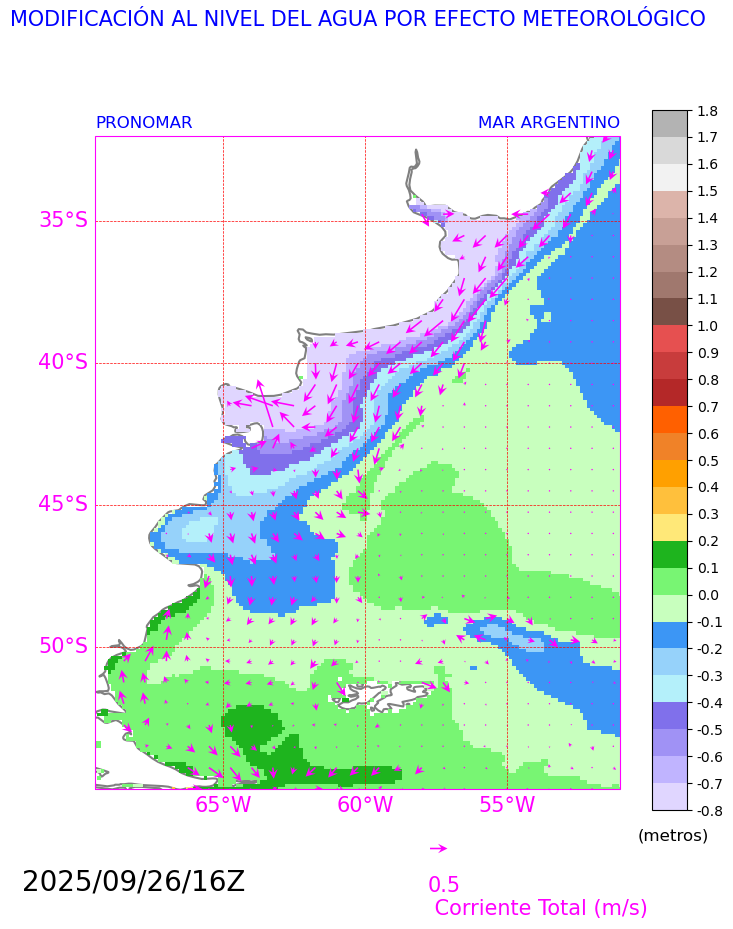 MODIFICACIÓN AL NIVEL DEL AGUA POR EFECTO METEOROLÓGICO
PRONOMAR
MAR ARGENTINO
35°S
40°S
45°S
50°S
65°W
60°W
55°W
1.8
1.7
1.6
1.5
1.4
1.3
1.2
1.1
1.0
0.9
0.8
0.7
0.6
0.5
0.4
0.3
0.2
0.1
0.0
-0.1
-0.2
-0.3
-0.4
-0.5
-0.6
-0.7
-0.8
(metros)
2025/09/26/16Z
0.5
Corriente Total (m/s)